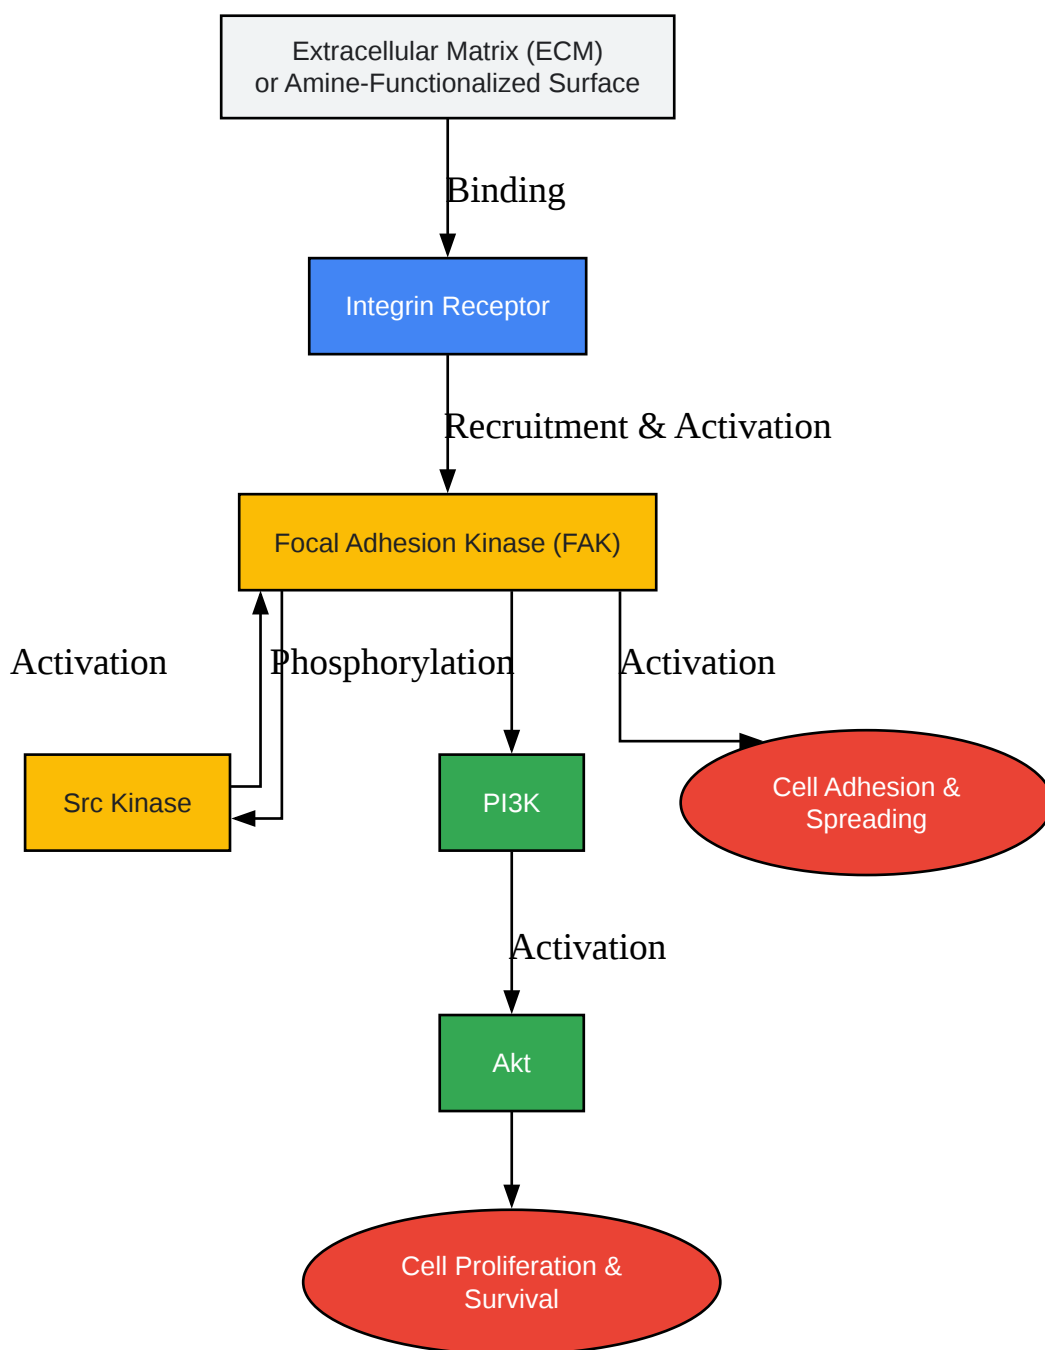 Extracellular Matrix (ECM)
or Amine-Functionalized Surface
Binding
Integrin Receptor
Recruitment & Activation
Focal Adhesion Kinase (FAK)
Activation
Phosphorylation
Activation
Src Kinase
PI3K
Cell Adhesion &
Spreading
Activation
Akt
Cell Proliferation &
Survival